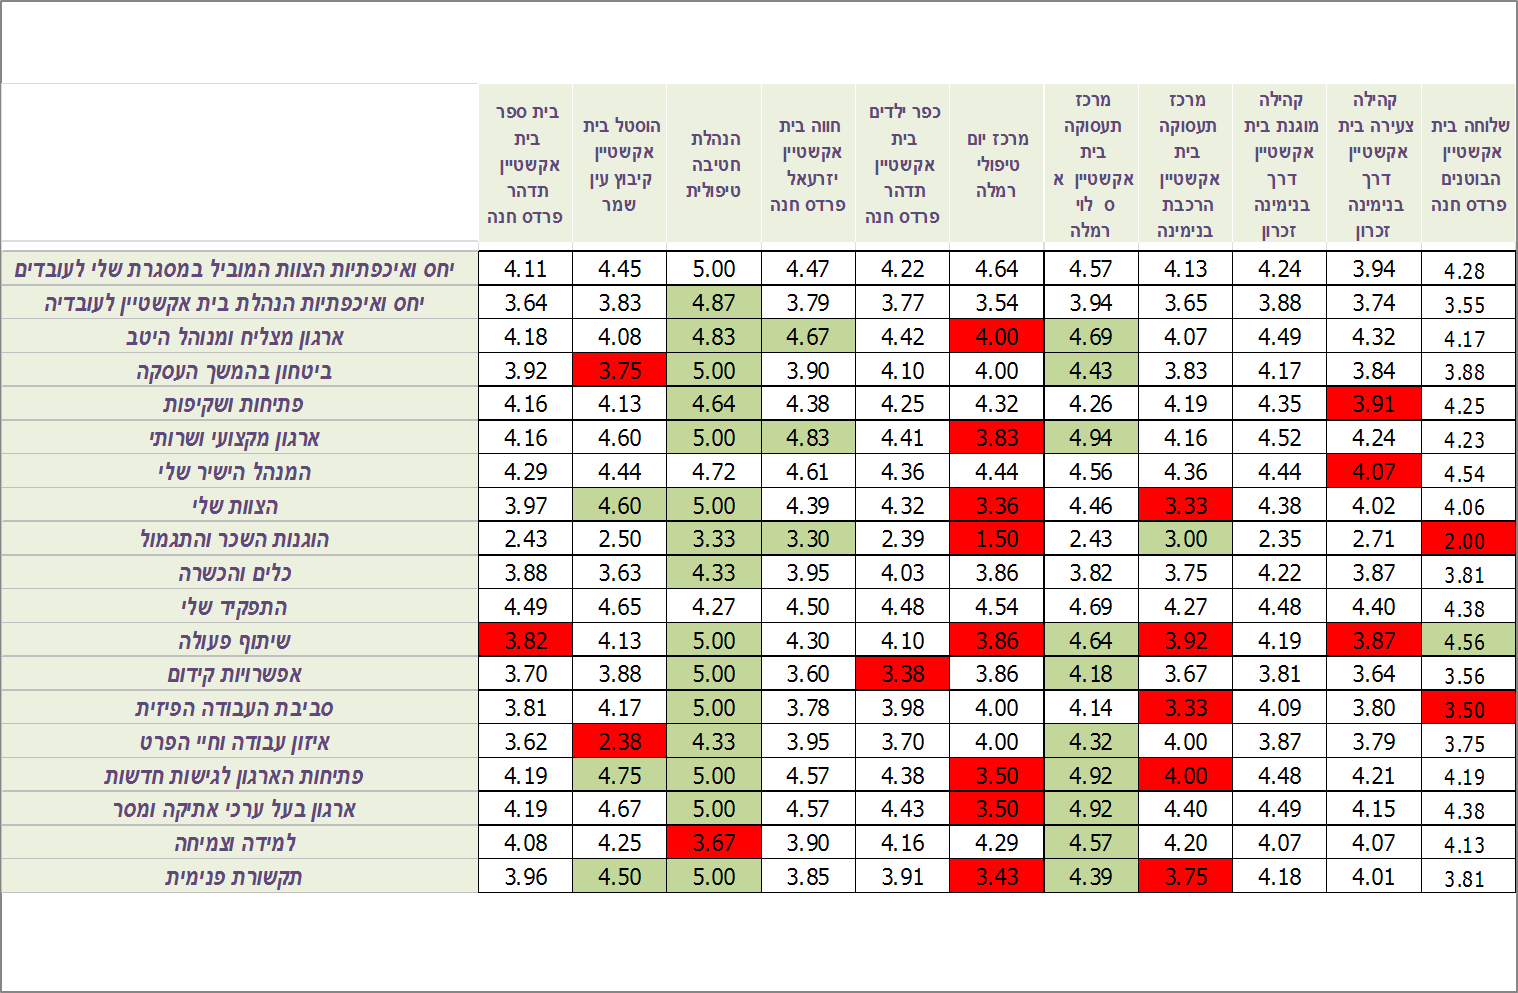 בית ספר בית אקשטיין תדהר פרדס חנה | הוסטל בית אקשטיין קיבוץ עין שמר | הנהלת חטיבה טיפולית | חווה בית אקשטיין יזרעאל פרדס חנה | כפר ילדים בית אקשטיין תדהר פרדס חנה | מרכז יום טיפולי רמלה | מרכז תעסוקה בית אקשטיין א ס לוי רמלה | מרכז תעסוקה בית אקשטיין הרכבת בנימינה | קהילה מוגנת בית אקשטיין דרך בנימינה זכרון | קהילה צעירה בית אקשטיין דרך בנימינה זכרון | שלוחה בית אקשטיין הבוטנים פרדס חנה
יחס ואיכפתיות הצוות המוביל במסגרת שלי לעובדים 4.11 4.45 5.00 4.47 4.22 4.64 4.57 4.13 4.24 3.94 4.28
יחס ואיכפתיות הנהלת בית אקשטיין לעובדיה 3.64 3.83 4.87 3.79 3.77 3.54 3.94 3.65 3.88 3.74 3.55
ארגון מצליח ומנוהל היטב 4.18 4.08 4.83 4.67 4.42 4.00 4.69 4.07 4.49 4.32 4.17
ביטחון בהמשך העסקה 3.92 3.75 5.00 3.90 4.10 4.00 4.43 3.83 4.17 3.84 3.88
פתיחות ושקיפות 4.16 4.13 4.64 4.38 4.25 4.32 4.26 4.19 4.35 3.91 4.25
ארגון מקצועי ושרותי 4.16 4.60 5.00 4.83 4.41 3.83 4.94 4.16 4.52 4.24 4.23
המנהל הישיר שלי 4.29 4.44 4.72 4.61 4.36 4.44 4.56 4.36 4.44 4.07 4.54
הצוות שלי 3.97 4.60 5.00 4.39 4.32 3.36 4.46 3.33 4.38 4.02 4.06
הוגנות השכר והתגמול 2.43 2.50 3.33 3.30 2.39 1.50 2.43 3.00 2.35 2.71 2.00
כלים והכשרה 3.88 3.63 4.33 3.95 4.03 3.86 3.82 3.75 4.22 3.87 3.81
התפקיד שלי 4.49 4.65 4.27 4.50 4.48 4.54 4.69 4.27 4.48 4.40 4.38
שיתוף פעולה 3.82 4.13 5.00 4.30 4.10 3.86 4.64 3.92 4.19 3.87 4.56
אפשרויות קידום 3.70 3.88 5.00 3.60 3.38 3.86 4.18 3.67 3.81 3.64 3.56
סביבת העבודה הפיזית 3.81 4.17 5.00 3.78 3.98 4.00 4.14 3.33 4.09 3.80 3.50
איזון עבודה וחיי הפרט 3.62 2.38 4.33 3.95 3.70 4.00 4.32 4.00 3.87 3.79 3.75
פתיחות הארגון לגישות חדשות 4.19 4.75 5.00 4.57 4.38 3.50 4.92 4.00 4.48 4.21 4.19
ארגון בעל ערכי אתיקה ומסר 4.19 4.67 5.00 4.57 4.43 3.50 4.92 4.40 4.49 4.15 4.38
למידה וצמיחה 4.08 4.25 3.67 3.90 4.16 4.29 4.57 4.20 4.07 4.07 4.13
תקשורת פנימית 3.96 4.50 5.00 3.85 3.91 3.43 4.39 3.75 4.18 4.01 3.81